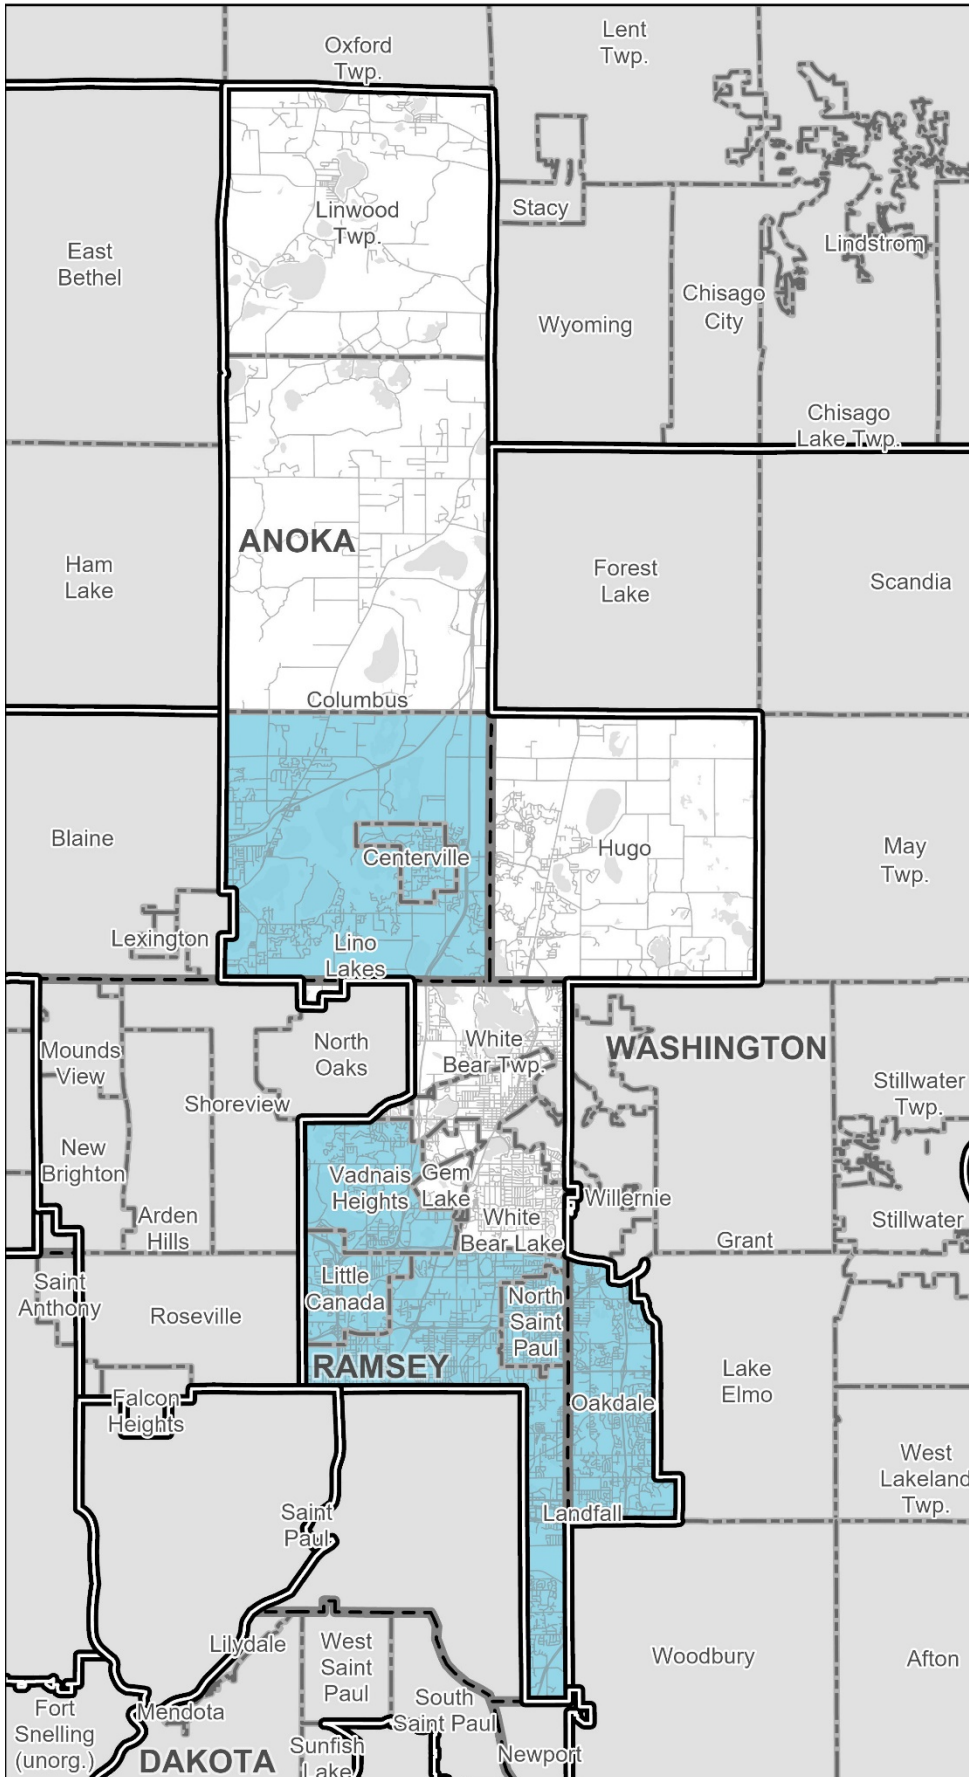 Oxford
Twp.
Lent
Twp.
Linwood
Twp.
Stacy
Lindstrom
East
Bethel
Chisago
City
Wyoming
Chisago
Lake Twp.
ANOKA
Ham
Lake
Forest
Lake
Scandia
Columbus
Blaine
Centerville
Hugo
May
Twp.
Lexington
Lino
Lakes
Mounds
View
North
Oaks
White
Bear Twp.
WASHINGTON
Stillwater
Twp.
Shoreview
New
Brighton
Vadnais
Heights
Gem
Lake
Willernie
Arden
Hills
White
Bear Lake
Grant
Stillwater
Saint
Anthony
Roseville
Little
Canada
North
Saint
Paul
RAMSEY
Lake
Elmo
Falcon
Heights
Oakdale
West
Lakeland
Twp.
Saint
Paul
Landfall
Lilydale
West
Saint
Paul
Woodbury
Afton
Fort
Snelling
(unorg.)
Mendota
South
Saint Paul
DAKOTA
Sunfish
Lake
Newport